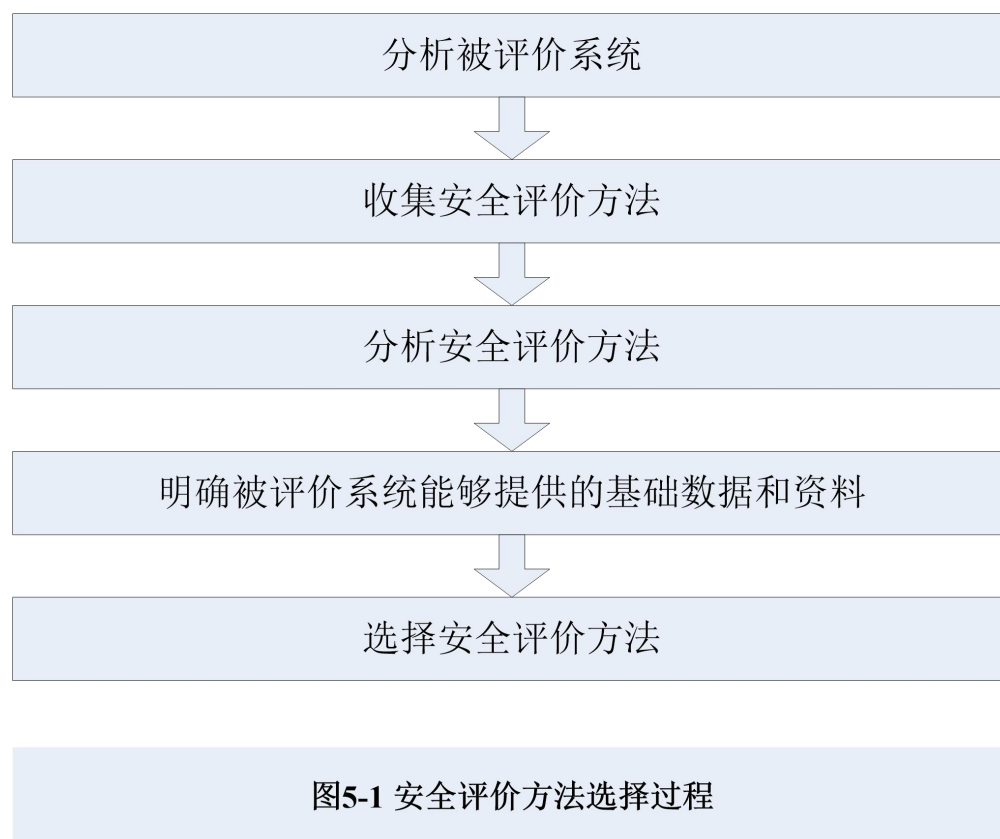 分析被评价系统
收集安全评价方法
分析安全评价方法
明确被评价系统能够提供的基础数据和资料
选择安全评价方法
图5-1 安全评价方法选择过程